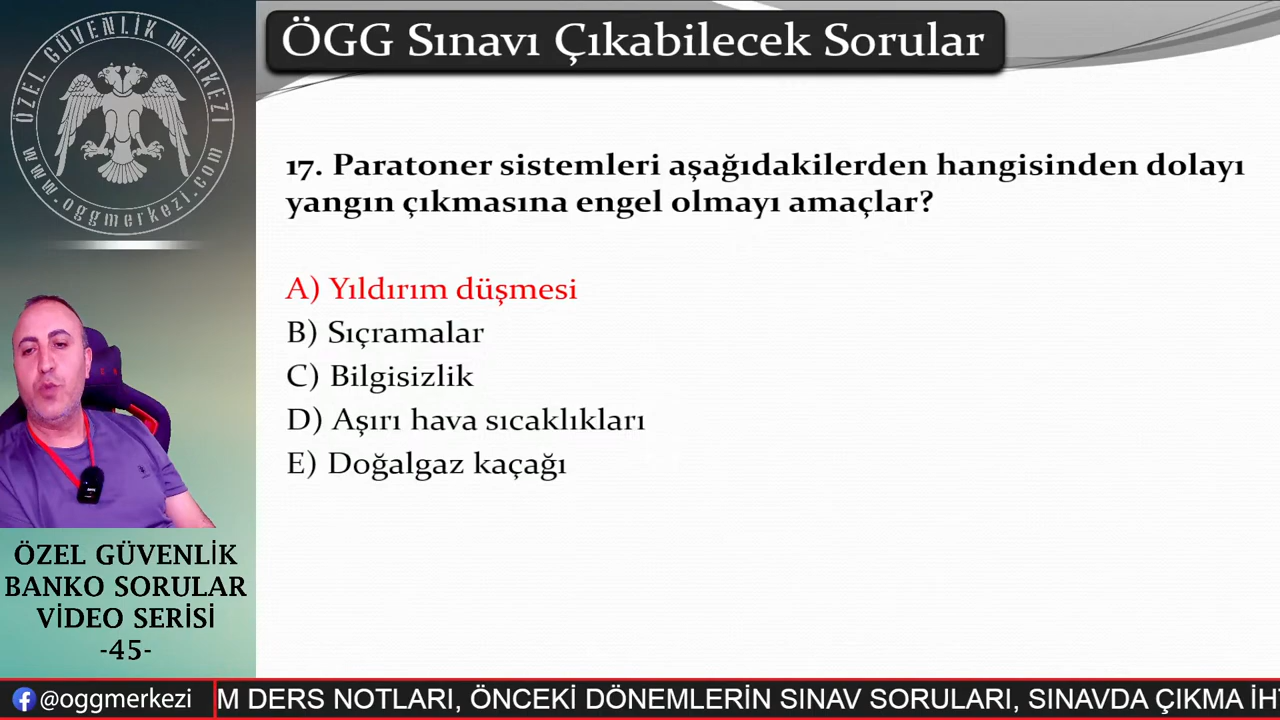 ÖGG Sınavı Çıkabilecek Sorular
ÖZEL GÜVENLİK MERKEZİ
www.oggmerkezi.com
17. Paratoner sistemleri aşağıdakilerden hangisinden dolayı
yangın çıkmasına engel olmayı amaçlar?
A) Yıldırım düşmesi
B) Sıçramalar
C) Bilgisizlik
D) Aşırı hava sıcaklıkları
E) Doğalgaz kaçağı
ÖZEL GÜVENLİK
BANKO SORULAR
VİDEO SERİSİ
-45-
@oggmerkezi
M DERS NOTLARI, ÖNCEKİ DÖNEMLERİN SINAV SORULARI, SINAVDA ÇIKMA İH